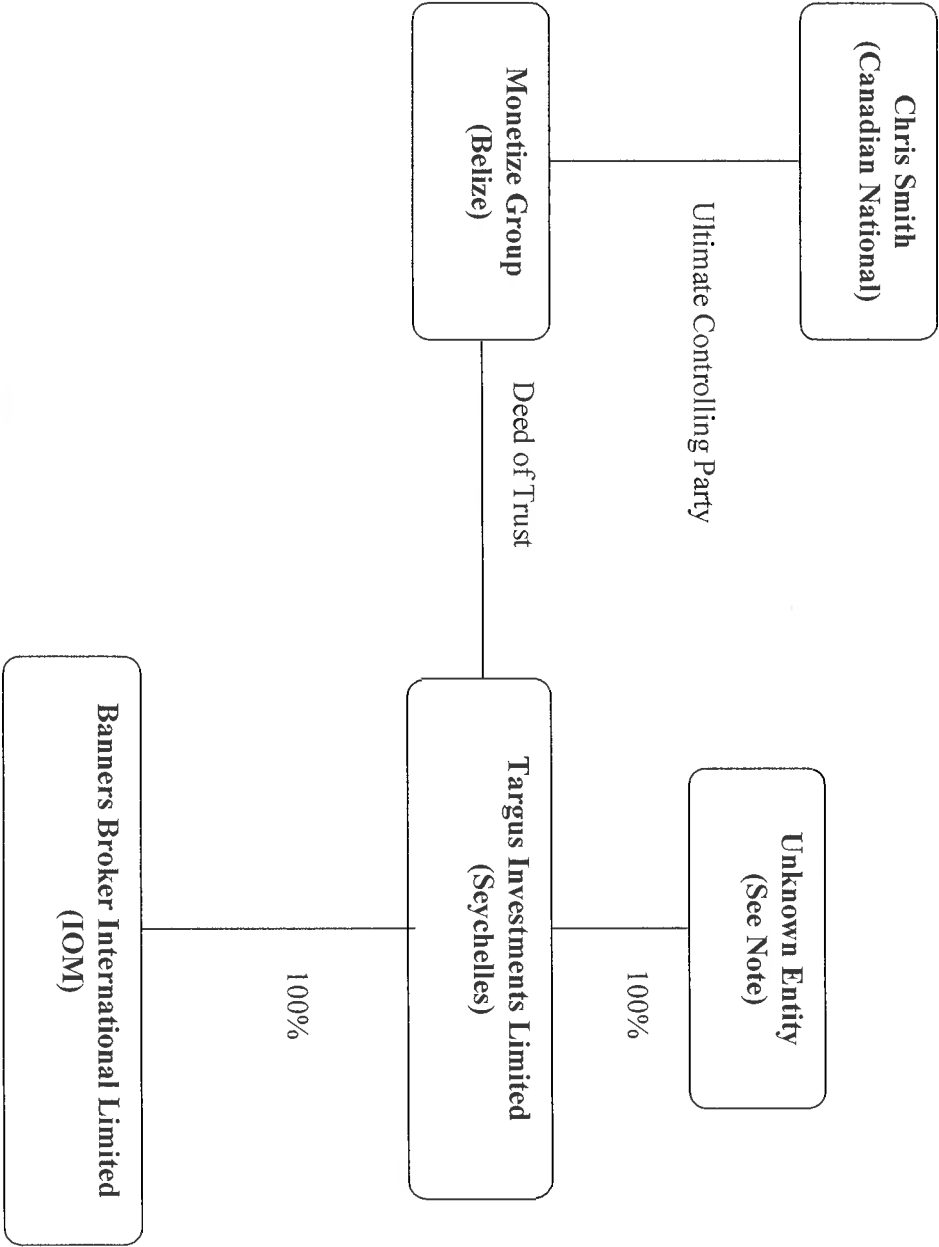 Chris Smith
(Canadian National)
Ultimate Controlling Party
Monetize Group
(Belize)
Deed of Trust
Unknown Entity
(See Note)
100%
Targus Investments Limited
(Seychelles)
100%
Banners Broker International Limited
(IOM)